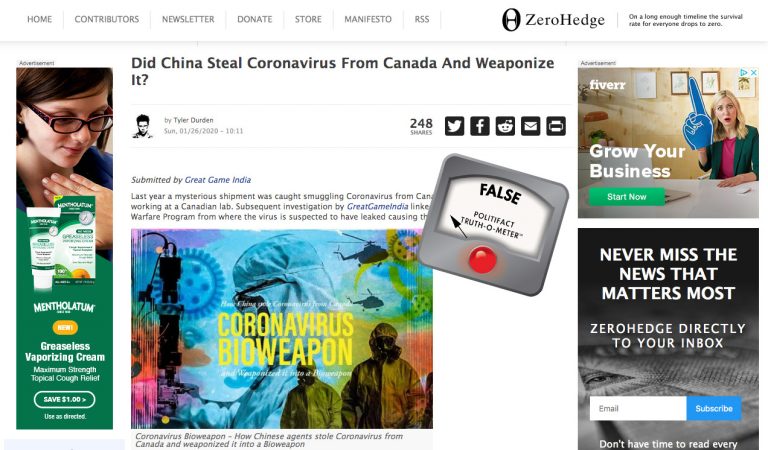 HOME CONTRIBUTORS NEWSLETTER DONATE STORE MANIFESTO RSS
ZeroHedge
On a long enough timeline the survival
rate for everyone drops to zero.
Advertisement
MENTHOLATUM
GREASELESS
VAPORIZING CREAM
MENTHOLATUM
NEW!
Greaseless
Vaporizing Cream
Maximum Strength
Topical Cough Relief
SAVE $1.00 >
Use as directed.
Did China Steal Coronavirus From Canada And Weaponize
It?
by Tyler Durden
Sun, 01/26/2020 - 10:11
248
SHARES
Submitted by Great Game India
Last year a mysterious shipment was caught smuggling Coronavirus from
working at a Canadian lab. Subsequent investigation by GreatGameIndia
Warfare Program from where the virus is suspected to have leaked causing
FALSE
POLITIFACT
TRUTH-O-METER™
How China stole Coronavirus from Canada
CORONAVIRUS
BIOWEAPON
and Weaponized it into a Bioweapon
Coronavirus Bioweapon – How Chinese agents stole Coronavirus from
Canada and weaponized it into a Bioweapon
Advertisement
fiverr
Grow Your
Business
Start Now
NEVER MISS THE
NEWS THAT
MATTERS MOST
ZEROHEDGE DIRECTLY
TO YOUR INBOX
Email
Subscribe
Don't have time to read every